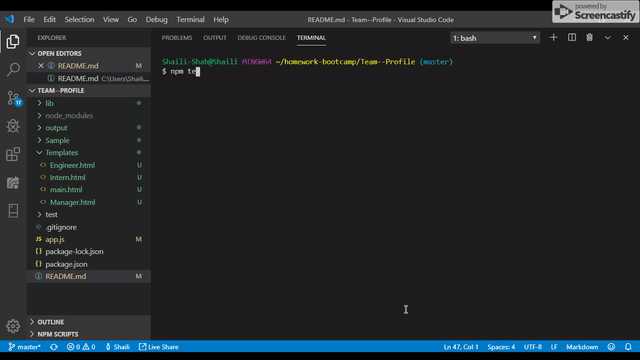 File Edit Selection View Go Debug Terminal Help README.md - Team--Profile - Visual Studio Code
powered by
Screencastify
EXPLORER
PROBLEMS OUTPUT DEBUG CONSOLE TERMINAL 1: bash
OPEN EDITORS
README.md M
README.md C:\Users\Shaili...
TEAM--PROFILE
lib
node_modules
output
Sample
Templates
Engineer.html U
Intern.html U
main.html U
Manager.html U
test
.gitignore
JS app.js M
package-lock.json
package.json
README.md M
OUTLINE
NPM SCRIPTS
Shaili-Shah@Shaili MINGW64 ~/homework-bootcamp/Team--Profile (master)
$ npm te
17
master* 0 0 Shaili Live Share Ln 47, Col 1 Spaces: 4 UTF-8 LF Markdown